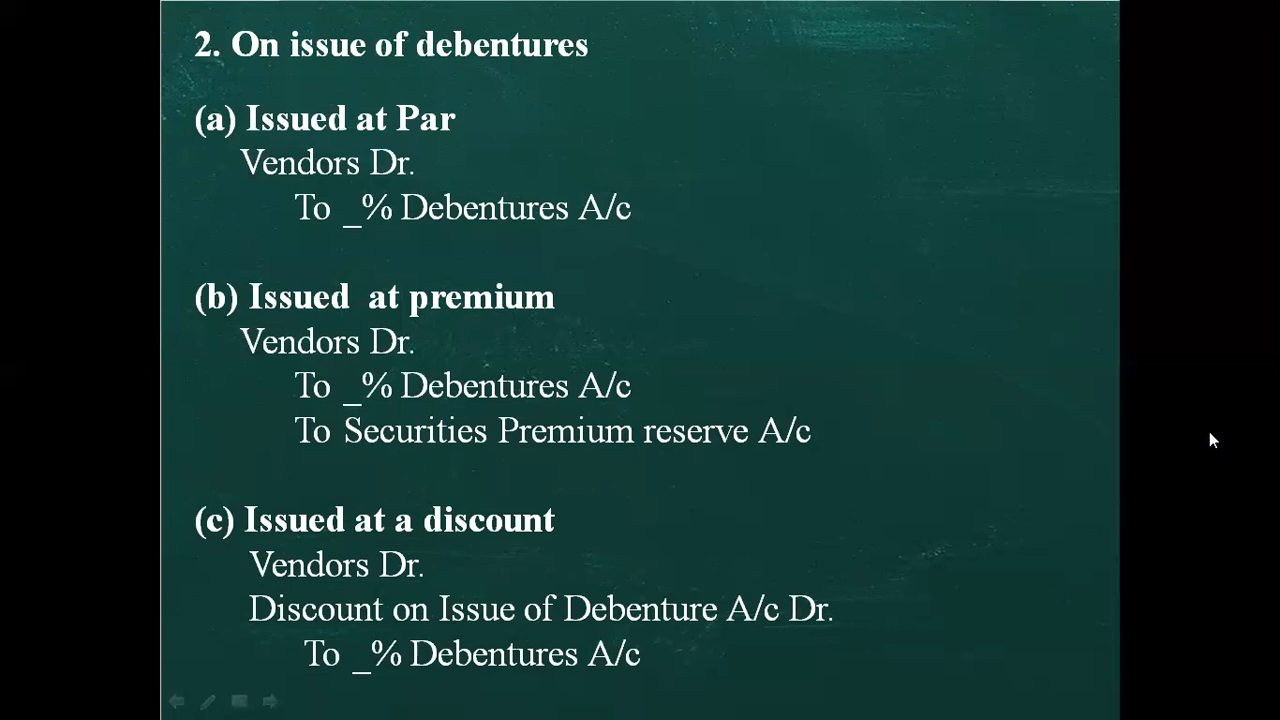 2. On issue of debentures
(a) Issued at Par
Vendors Dr.
To _% Debentures A/c
(b) Issued at premium
Vendors Dr.
To _% Debentures A/c
To Securities Premium reserve A/c
(c) Issued at a discount
Vendors Dr.
Discount on Issue of Debenture A/c Dr.
To _% Debentures A/c